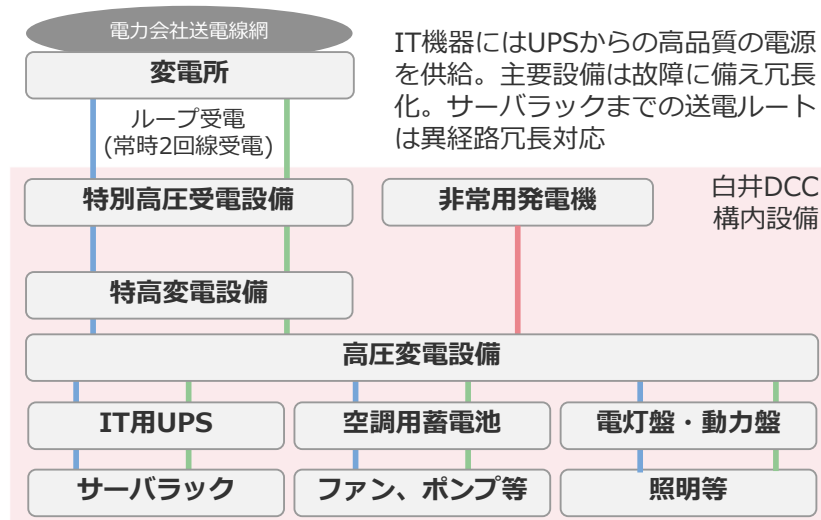 電力会社送電線網
変電所
ループ受電
(常時2回線受電)
IT機器にはUPSからの高品質の電源
を供給。主要設備は故障に備え冗長
化。サーバラックまでの送電ルート
は異経路冗長対応
白井DCC
構内設備
特別高圧受電設備
非常用発電機
特高変電設備
高圧変電設備
IT用UPS
空調用蓄電池
電灯盤・動力盤
サーバラック
ファン、ポンプ等
照明等